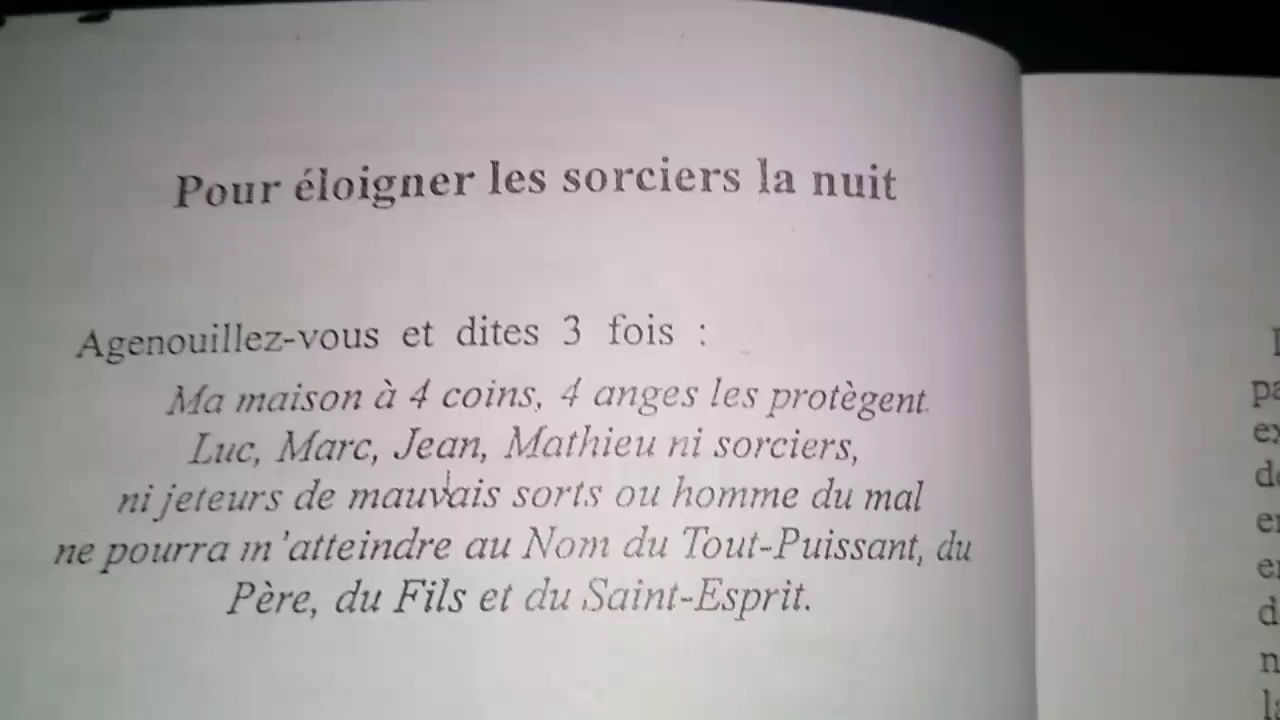 Pour éloigner les sorciers la nuit
Agenouillez-vous et dites 3 fois :
Ma maison à 4 coins, 4 anges les protègent.
Luc, Marc, Jean, Mathieu ni sorciers,
ni jeteurs de mauvais sorts ou homme du mal
ne pourra m'atteindre au Nom du Tout-Puissant, du
Père, du Fils et du Saint-Esprit.